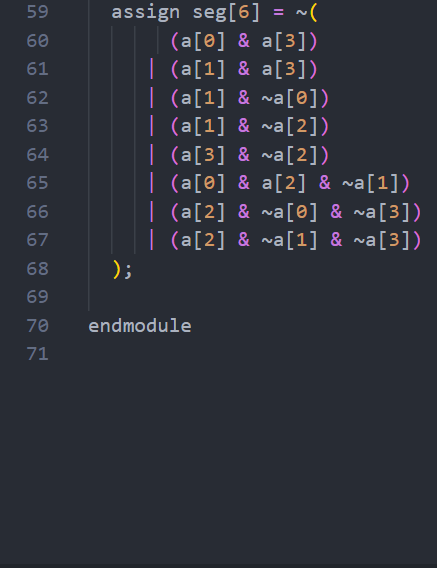 59 assign seg[6] = ~(
60 (a[0] & a[3])
61 | (a[1] & a[3])
62 | (a[1] & ~a[0])
63 | (a[1] & ~a[2])
64 | (a[3] & ~a[2])
65 | (a[0] & a[2] & ~a[1])
66 | (a[2] & ~a[0] & ~a[3])
67 | (a[2] & ~a[1] & ~a[3])
68 );
69
70 endmodule
71